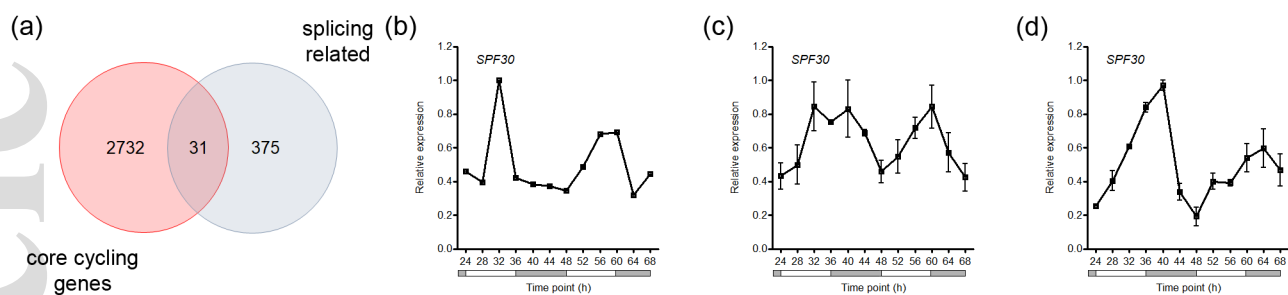 (a)
splicing
related
2732
31
375
core cycling
genes
(b)
SPF30
Relative expression
1.2
1.0
0.8
0.6
0.4
0.2
0.0
24 28 32 36 40 44 48 52 56 60 64 68
Time point (h)
(c)
SPF30
Relative expression
1.2
1.0
0.8
0.6
0.4
0.2
0.0
24 28 32 36 40 44 48 52 56 60 64 68
Time point (h)
(d)
SPF30
Relative expression
1.2
1.0
0.8
0.6
0.4
0.2
0.0
24 28 32 36 40 44 48 52 56 60 64 68
Time point (h)